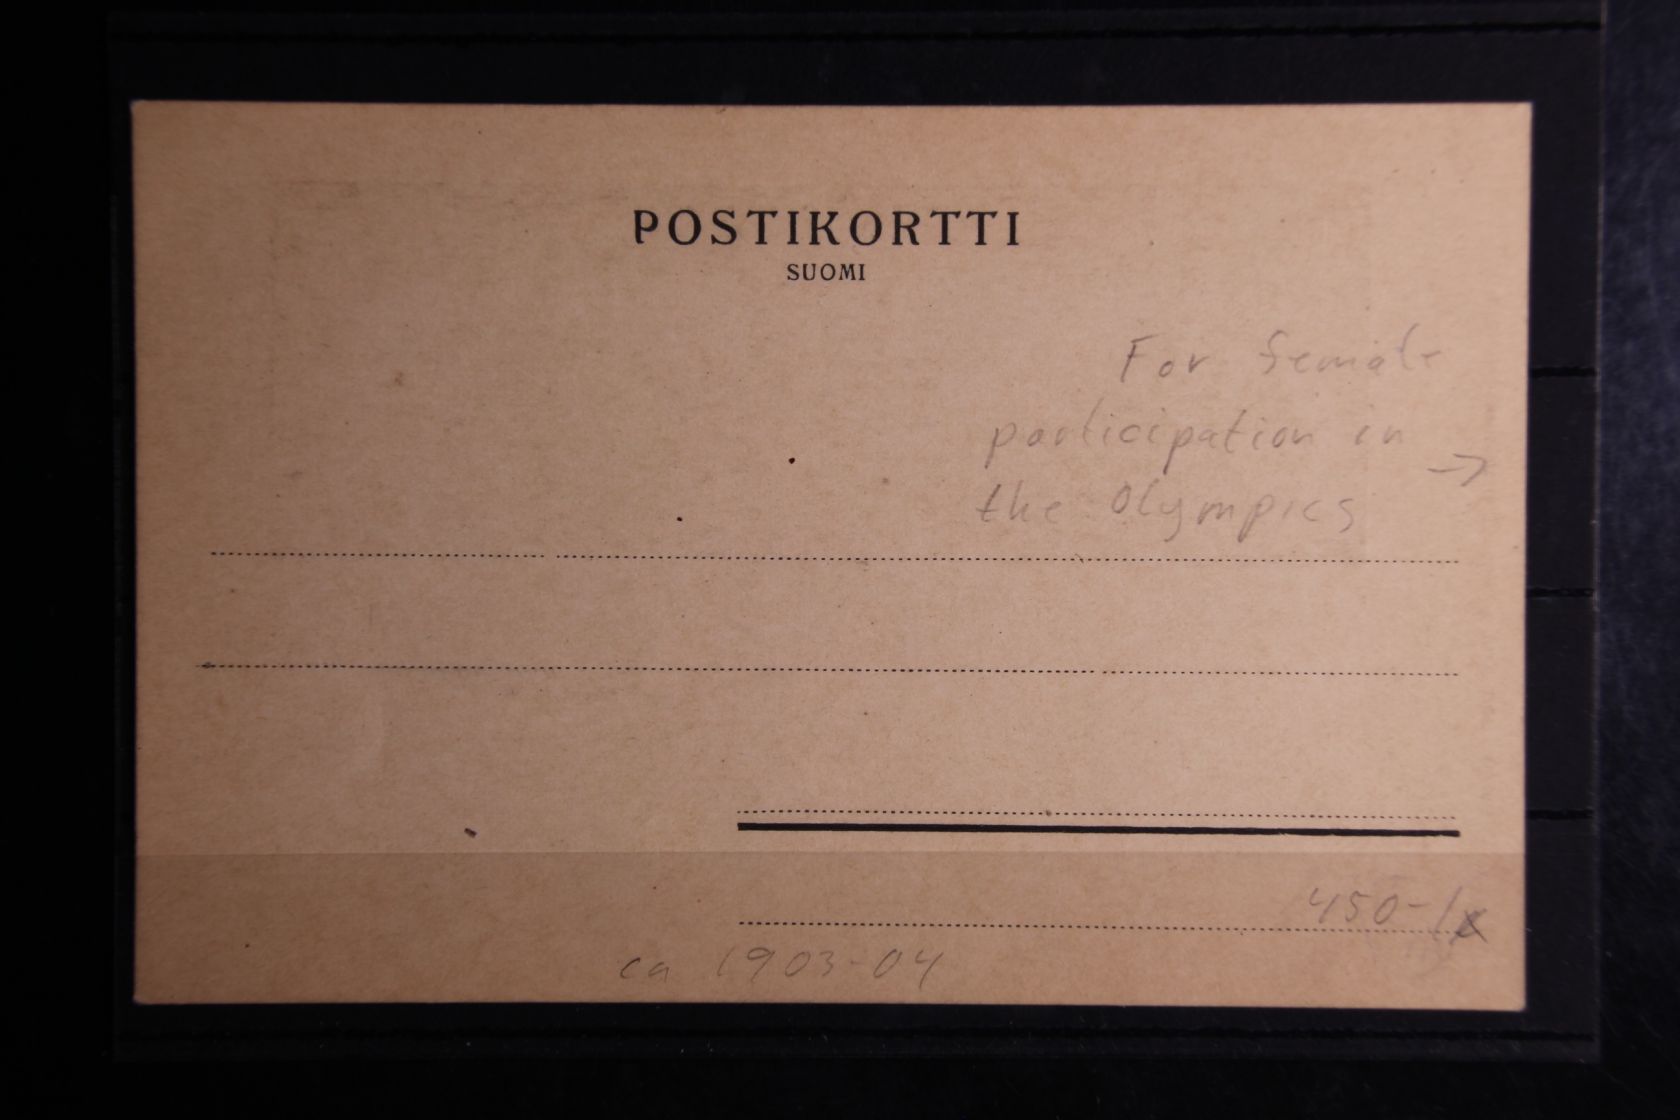 POSTIKORTTI
SUOMI
For female
participation in
the Olympics →
450-
ca 1903-04